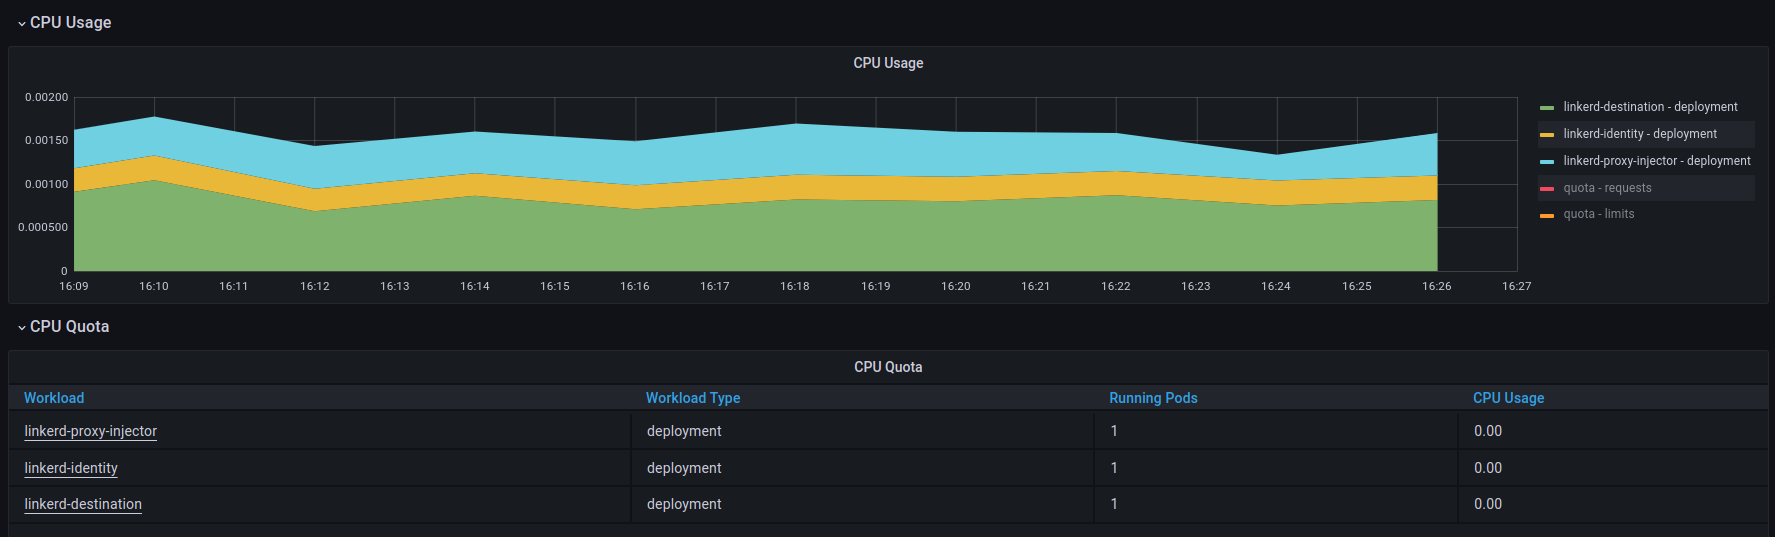 CPU Usage
CPU Usage
0.00200
0.00150
0.00100
0.000500
0
16:09 16:10 16:11 16:12 16:13 16:14 16:15 16:16 16:17 16:18 16:19 16:20 16:21 16:22 16:23 16:24 16:25 16:26 16:27
linkerd-destination - deployment
linkerd-identity - deployment
linkerd-proxy-injector - deployment
quota - requests
quota - limits
CPU Quota
CPU Quota
Workload Workload Type Running Pods CPU Usage
linkerd-proxy-injector deployment 1 0.00
linkerd-identity deployment 1 0.00
linkerd-destination deployment 1 0.00